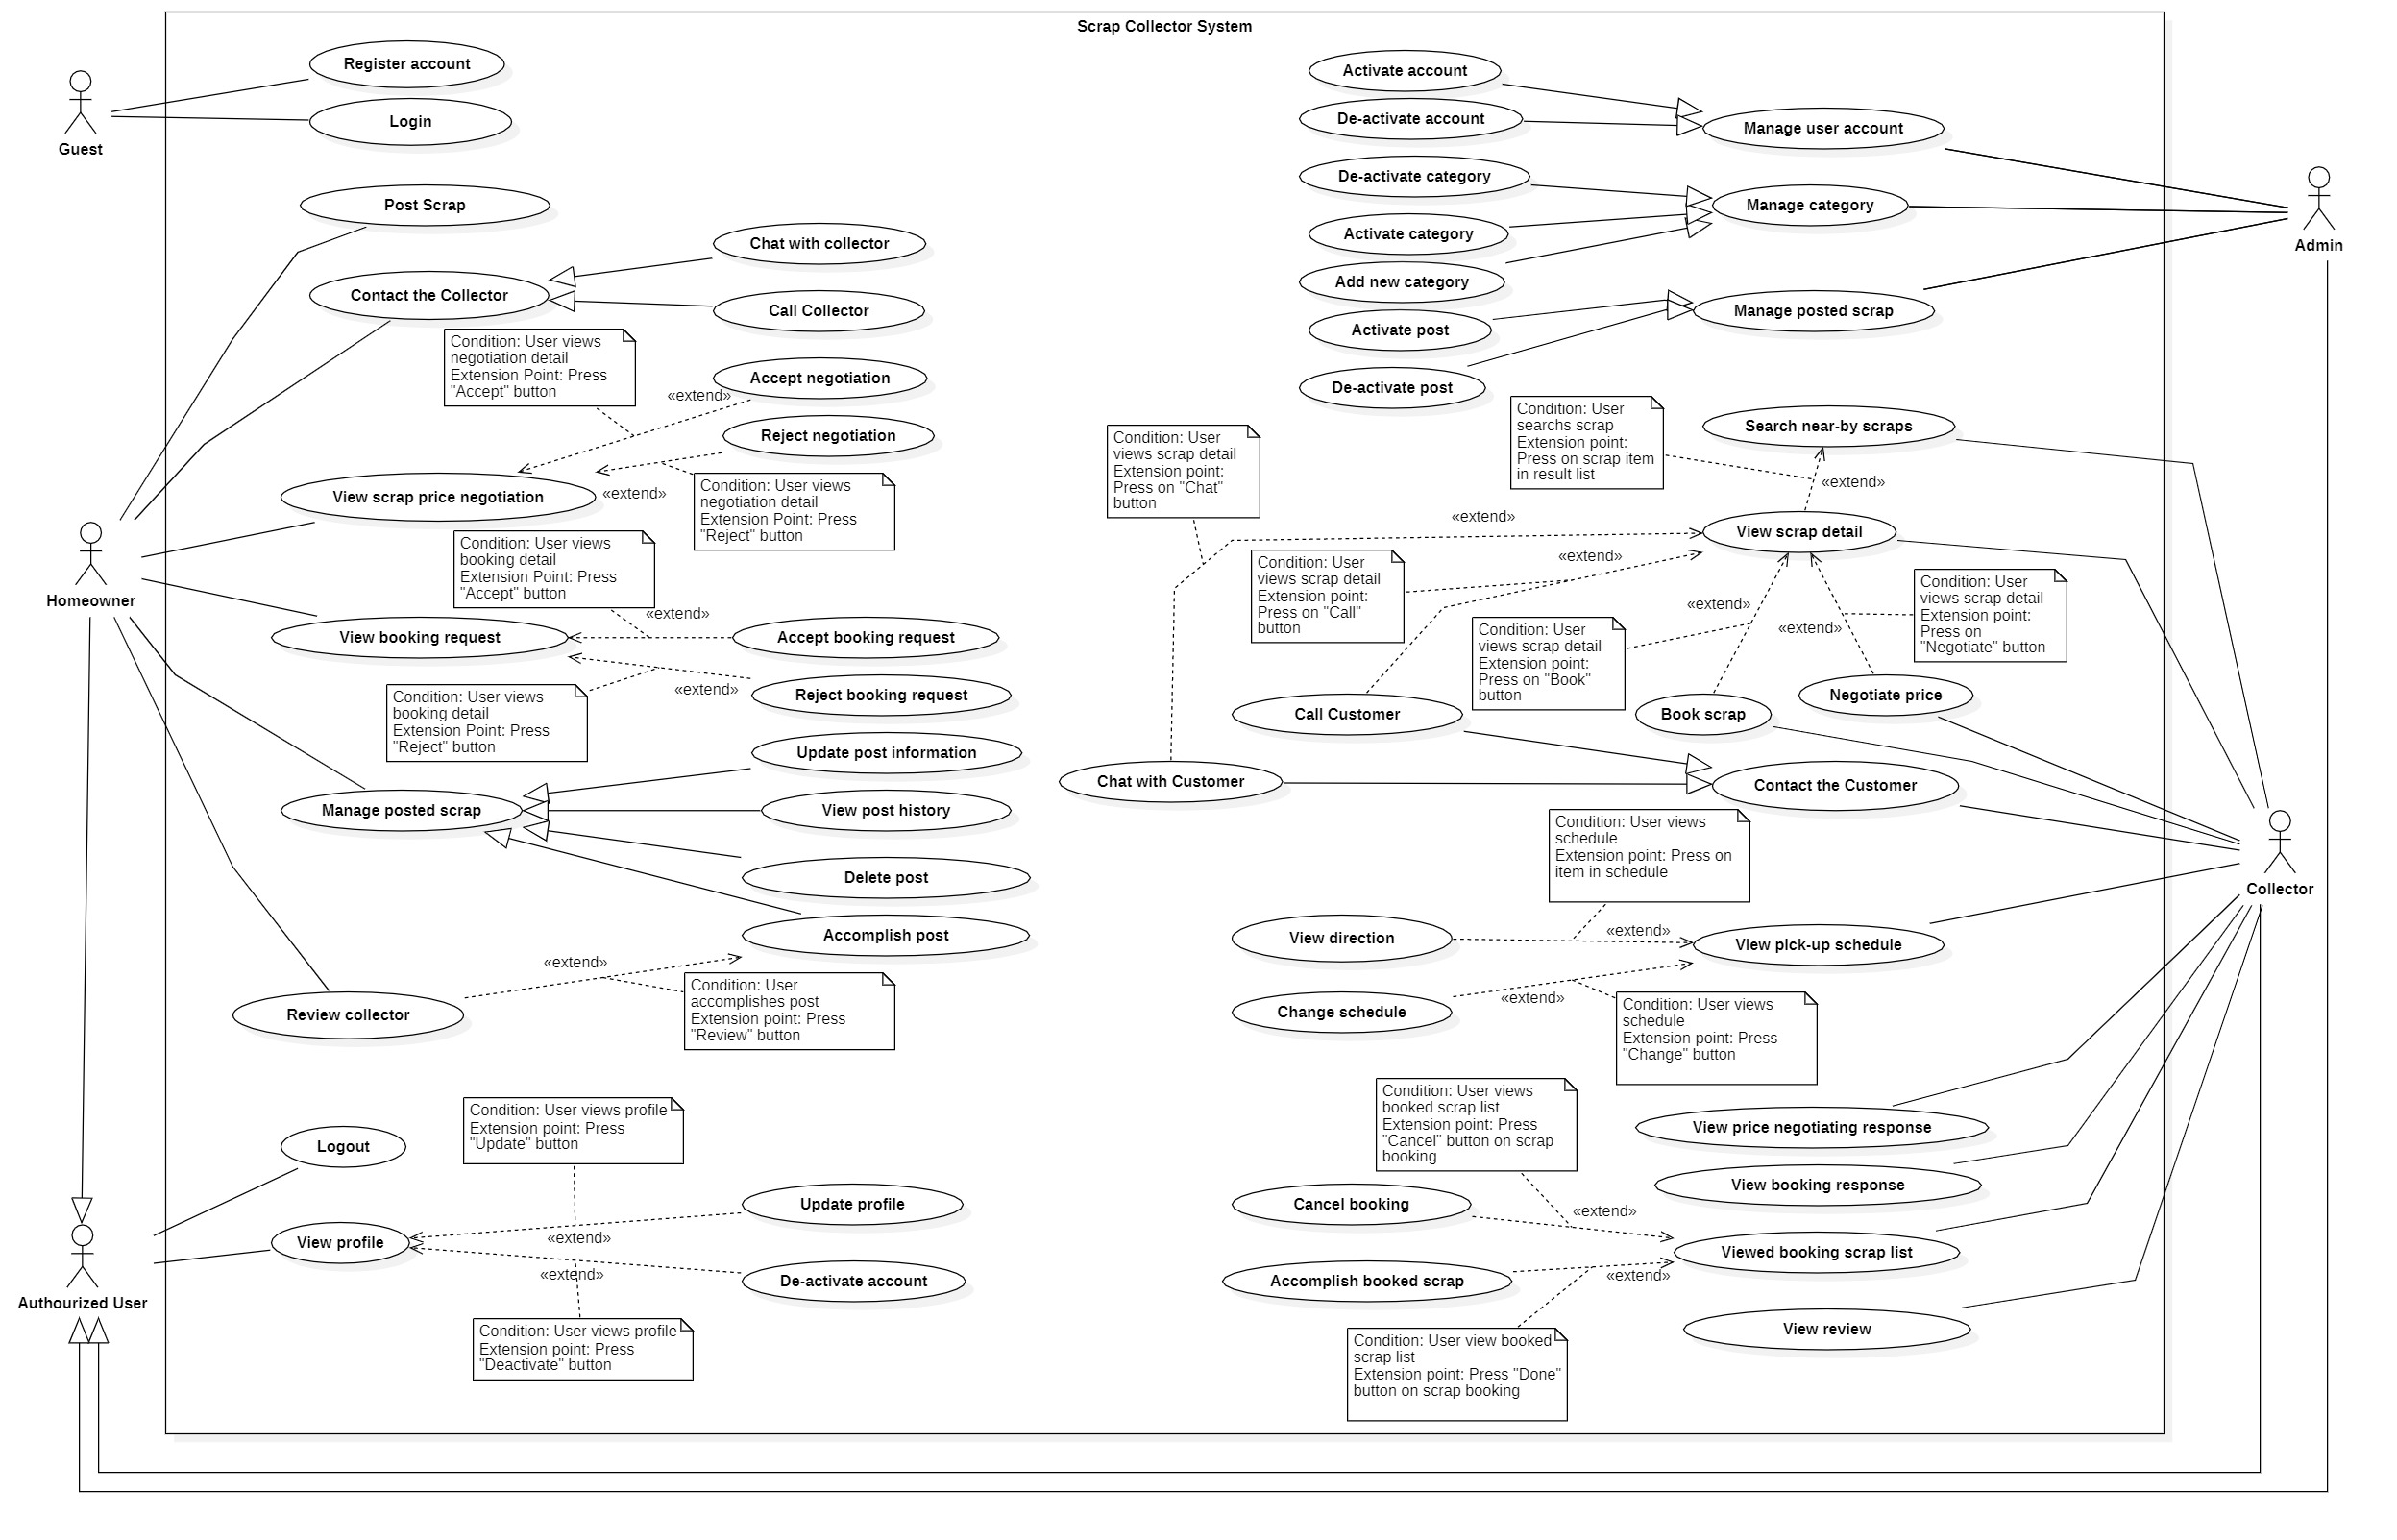 Scrap Collector System
Register account
Login
Guest
Post Scrap
Chat with collector
Contact the Collector
Call Collector
Condition: User views
negotiation detail
Extension Point: Press
"Accept" button
Accept negotiation
«extend»
Reject negotiation
View scrap price negotiation
«extend»
Condition: User views
negotiation detail
Extension Point: Press
"Reject" button
Homeowner
Condition: User views
booking detail
Extension Point: Press
"Accept" button
«extend»
View booking request
Accept booking request
«extend»
Reject booking request
Condition: User views
booking detail
Extension Point: Press
"Reject" button
Update post information
Manage posted scrap
View post history
Delete post
Accomplish post
«extend»
Review collector
Condition: User
accomplishes post
Extension point: Press
"Review" button
Condition: User views profile
Extension point: Press
"Update" button
Logout
Update profile
View profile
«extend»
«extend»
De-activate account
Authourized User
Condition: User views profile
Extension point: Press
"Deactivate" button
Activate account
De-activate account
Manage user account
De-activate category
Manage category
Activate category
Add new category
Activate post
Manage posted scrap
De-activate post
Admin
Condition: User
searchs scrap
Extension point:
Press on scrap item
in result list
Search near-by scraps
«extend»
Condition: User
views scrap detail
Extension point:
Press on "Chat"
button
«extend»
View scrap detail
«extend»
Condition: User
views scrap detail
Extension point:
Press on "Call"
button
Condition: User
views scrap detail
Extension point:
Press on
"Negotiate" button
«extend»
«extend»
Condition: User
views scrap detail
Extension point:
Press on "Book"
button
Call Customer
Book scrap
Negotiate price
Chat with Customer
Contact the Customer
Condition: User views
schedule
Extension point: Press on
item in schedule
Collector
View direction
«extend»
View pick-up schedule
Change schedule
«extend»
Condition: User views
schedule
Extension point: Press
"Change" button
Condition: User views
booked scrap list
Extension point: Press
"Cancel" button on scrap
booking
View price negotiating response
View booking response
Cancel booking
«extend»
Viewed booking scrap list
Accomplish booked scrap
«extend»
View review
Condition: User view booked
scrap list
Extension point: Press "Done"
button on scrap booking